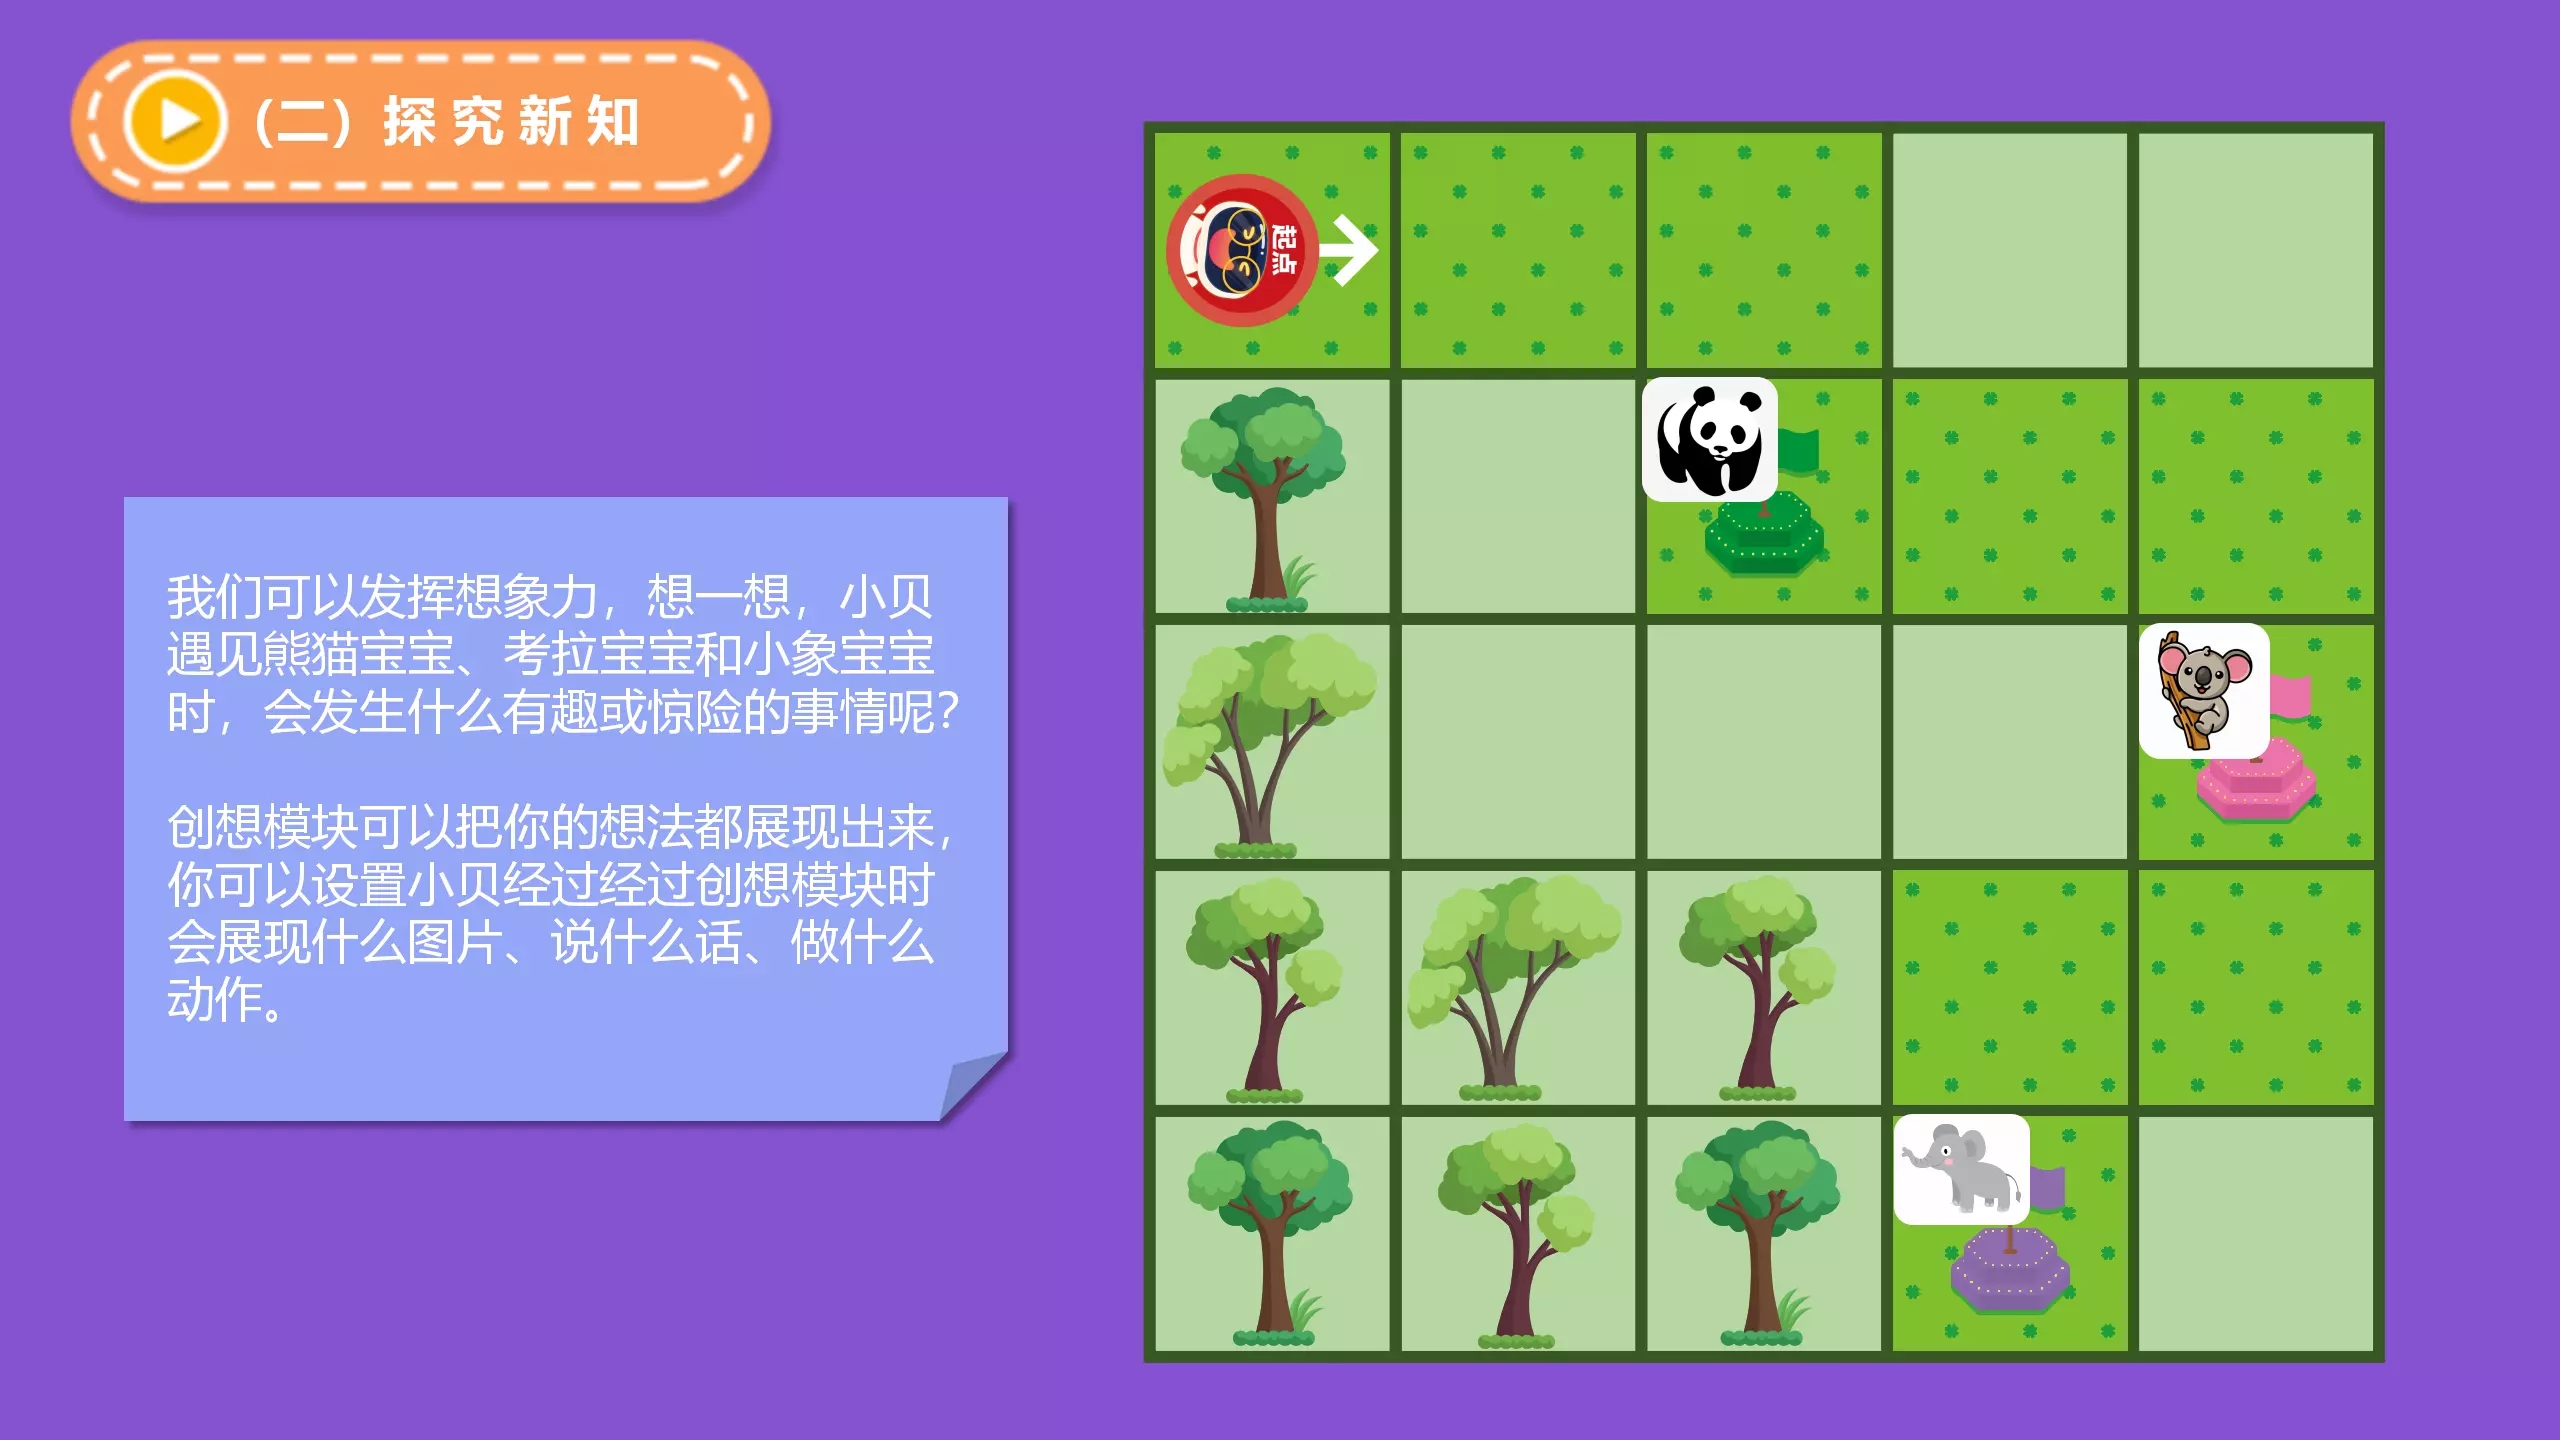 (二) 探究新知
起点
我们可以发挥想象力，想一想，小贝
遇见熊猫宝宝、考拉宝宝和小象宝宝
时，会发生什么有趣或惊险的事情呢?
创想模块可以把你的想法都展现出来，
你可以设置小贝经过经过创想模块时
会展现什么图片、说什么话、做什么
动作。